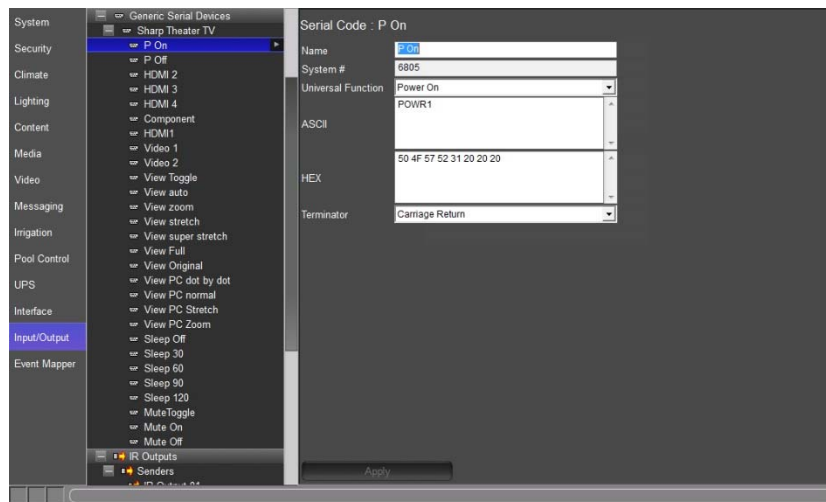 System
Security
Climate
Lighting
Content
Media
Video
Messaging
Irrigation
Pool Control
UPS
Interface
Input/Output
Event Mapper
Generic Serial Devices
Sharp Theater TV
P On
P Off
HDMI 2
HDMI 3
HDMI 4
Component
HDMI1
Video 1
Video 2
View Toggle
View auto
View zoom
View stretch
View super stretch
View Full
View Original
View PC dot by dot
View PC normal
View PC Stretch
View PC Zoom
Sleep Off
Sleep 30
Sleep 60
Sleep 90
Sleep 120
MuteToggle
Mute On
Mute Off
IR Outputs
Senders
Serial Code : P On
Name P On
System # 6805
Universal Function Power On
ASCII POWR1
HEX 50 4F 57 52 31 20 20 20
Terminator Carriage Return
Apply